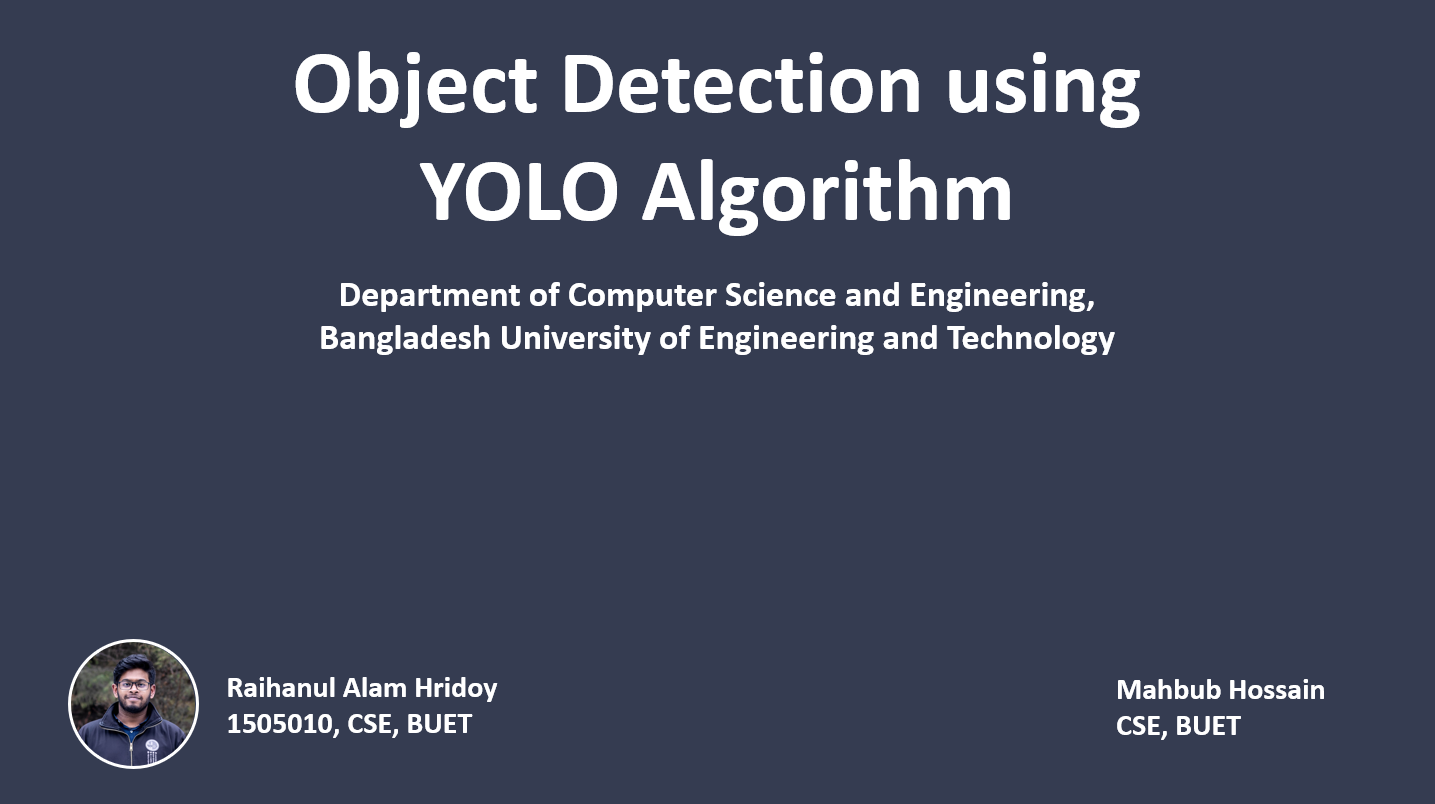 Object Detection using
YOLO Algorithm
Department of Computer Science and Engineering,
Bangladesh University of Engineering and Technology
Raihanul Alam Hridoy
1505010, CSE, BUET
Mahbub Hossain
CSE, BUET